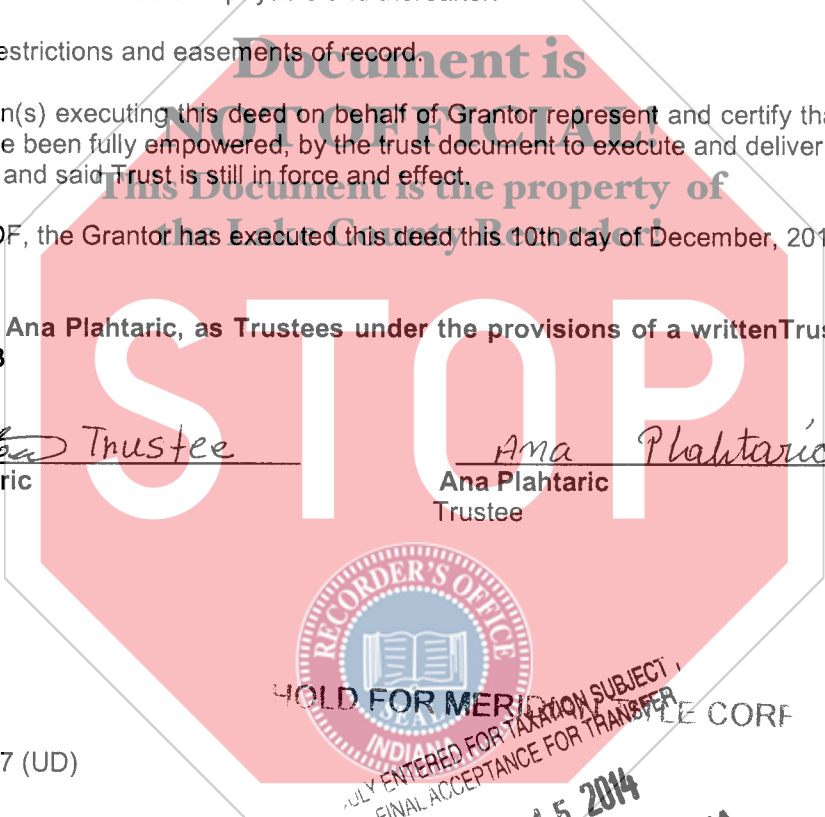 estrictions and easements of record.
Document is
n(s) executing this deed on behalf of Grantor represent and certify tha
NOT OFFICIAL!
e been fully empowered, by the trust document to execute and deliver
and said Trust is still in force and effect.
This Document is the property of
the Lake County Recorder!
OF, the Grantor has executed this deed this 10th day of December, 201
STOP
Ana Plahtaric, as Trustees under the provisions of a writtenTrus
Trustee
Ana Plahtaric
ric
Ana Plahtaric
Trustee
RECORDER'S OFFICE
SEAL
INDIANA
HOLD FOR MERIDIAN TITLE CORP
ULY ENTERED FOR TAXATION SUBJECT
FINAL ACCEPTANCE FOR TRANSFER
7 (UD)
15 2014